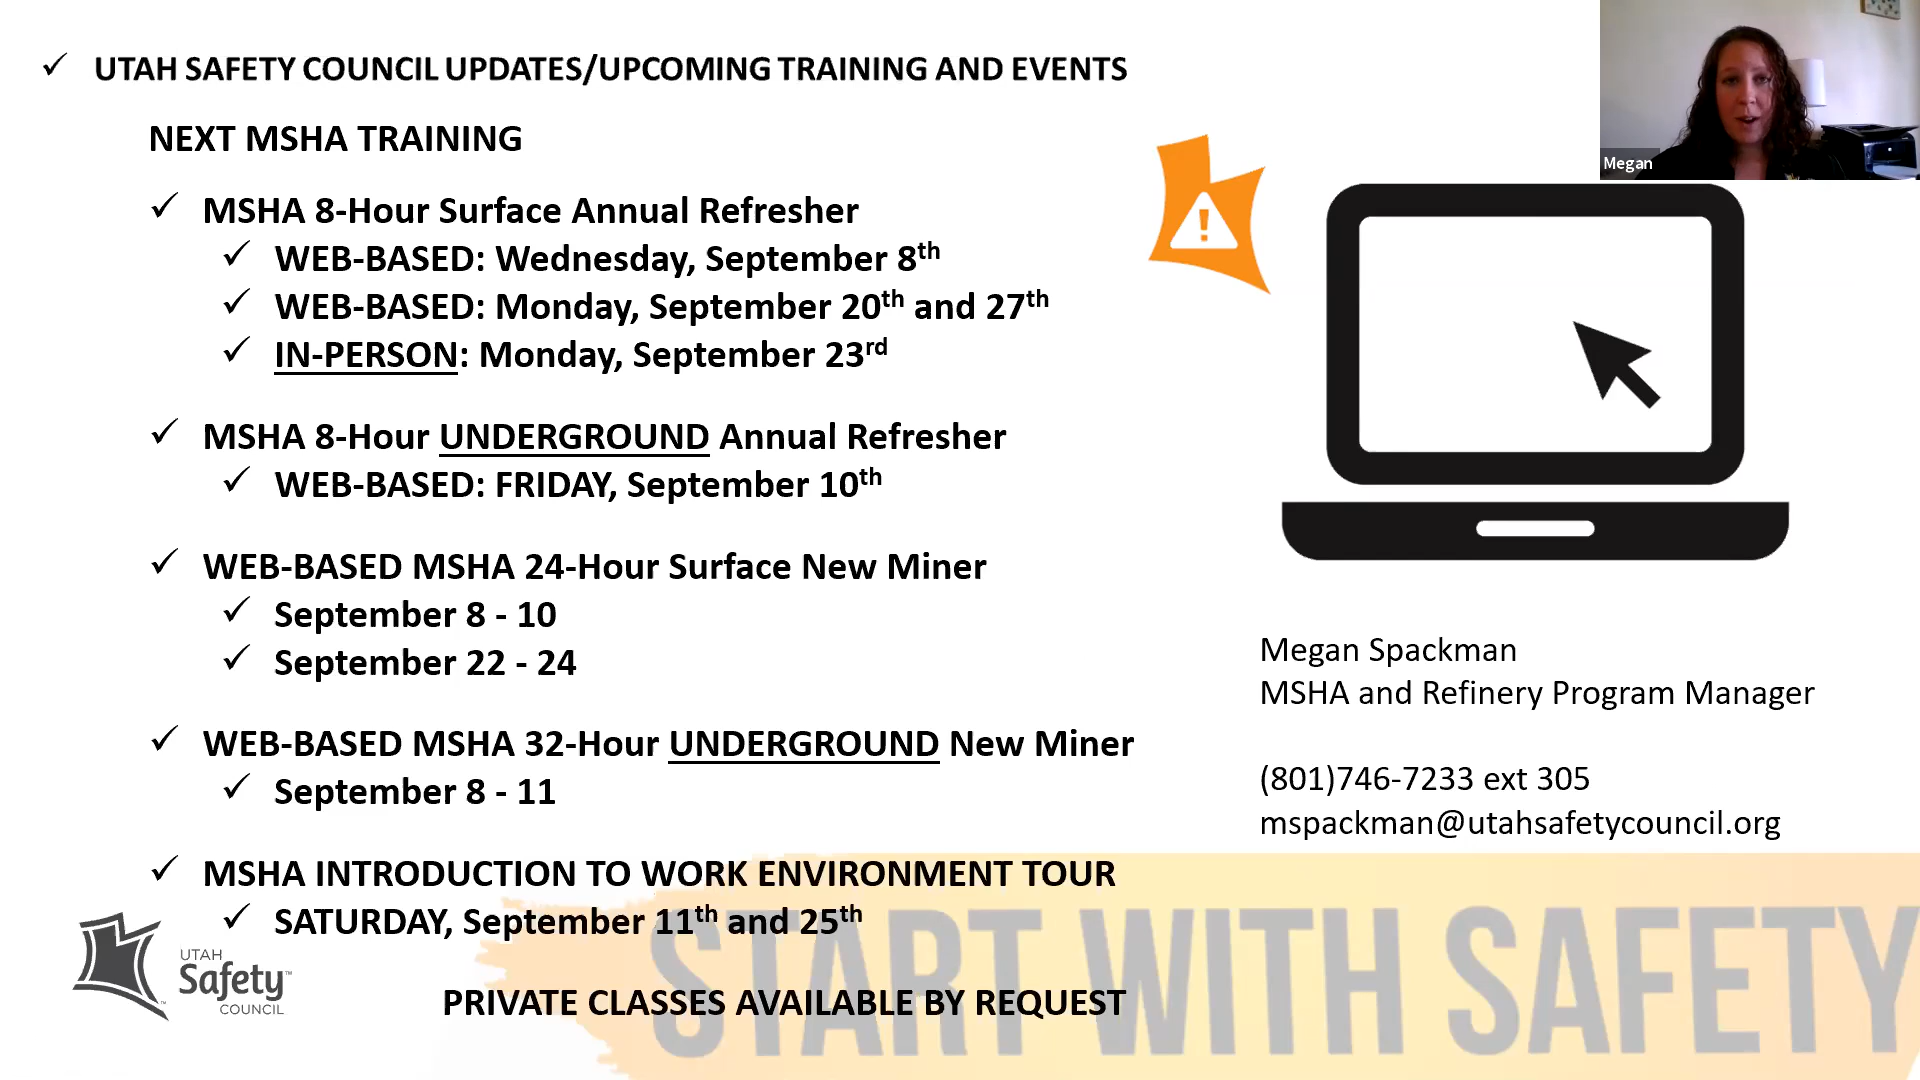 ✓ UTAH SAFETY COUNCIL UPDATES/UPCOMING TRAINING AND EVENTS
NEXT MSHA TRAINING
✓ MSHA 8-Hour Surface Annual Refresher
✓ WEB-BASED: Wednesday, September 8th
✓ WEB-BASED: Monday, September 20th and 27th
✓ IN-PERSON: Monday, September 23rd
✓ MSHA 8-Hour UNDERGROUND Annual Refresher
✓ WEB-BASED: FRIDAY, September 10th
✓ WEB-BASED MSHA 24-Hour Surface New Miner
✓ September 8 - 10
✓ September 22 - 24
✓ WEB-BASED MSHA 32-Hour UNDERGROUND New Miner
✓ September 8 - 11
✓ MSHA INTRODUCTION TO WORK ENVIRONMENT TOUR
✓ SATURDAY, September 11th and 25th
PRIVATE CLASSES AVAILABLE BY REQUEST
Megan
!
Megan Spackman
MSHA and Refinery Program Manager
(801)746-7233 ext 305
mspackman@utahsafetycouncil.org
UTAH
Safety™
COUNCIL
START WITH SAFETY